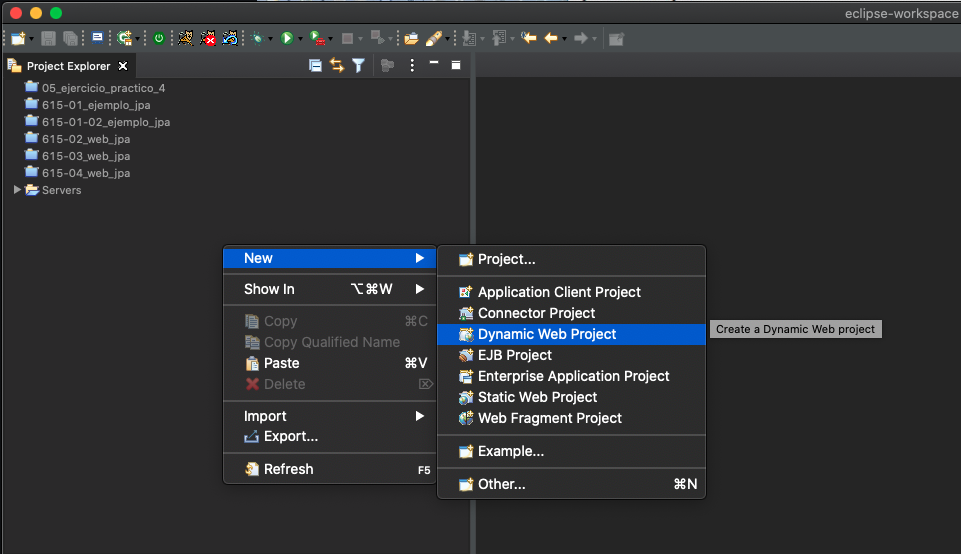 eclipse-workspace
Project Explorer
05_ejercicio_practico_4
615-01_ejemplo_jpa
615-01-02_ejemplo_jpa
615-02_web_jpa
615-03_web_jpa
615-04_web_jpa
Servers
New
Show In ⌥⌘W
Copy ⌘C
Copy Qualified Name
Paste ⌘V
Delete ⌦
Import
Export...
Refresh F5
Project...
Application Client Project
Connector Project
Dynamic Web Project
EJB Project
Enterprise Application Project
Static Web Project
Web Fragment Project
Example...
Other... ⌘N
Create a Dynamic Web project